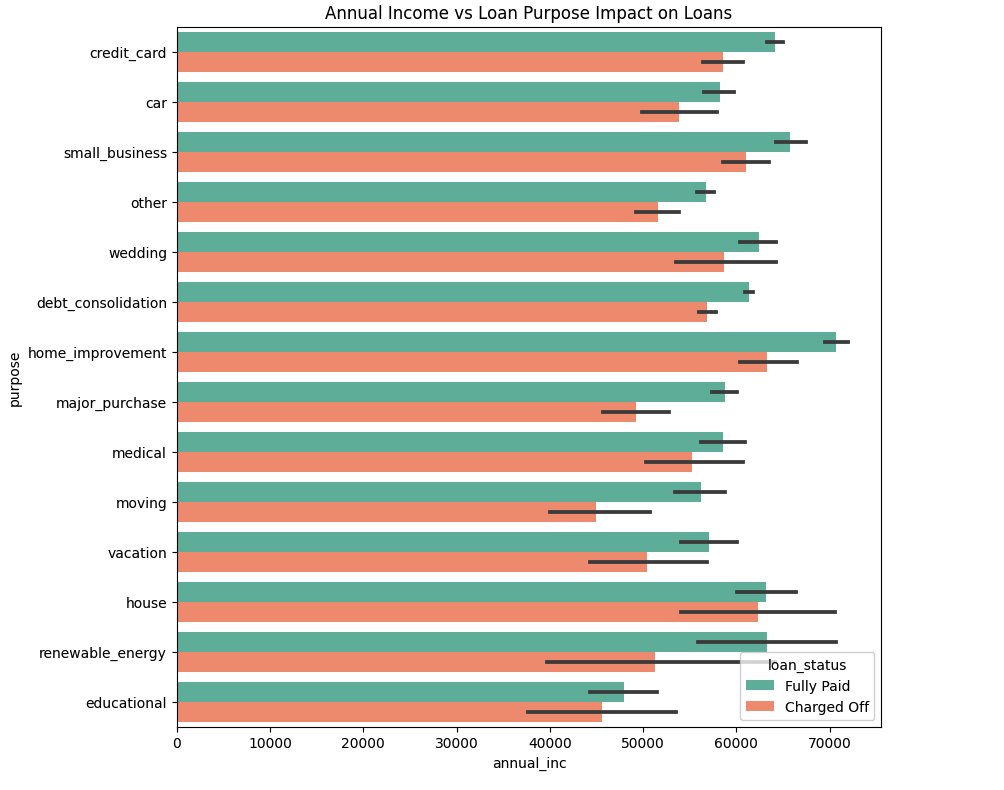 Annual Income vs Loan Purpose Impact on Loans
purpose
credit_card
car
small_business
other
wedding
debt_consolidation
home_improvement
major_purchase
medical
moving
vacation
house
renewable_energy
educational
loan_status
Fully Paid
Charged Off
0 10000 20000 30000 40000 50000 60000 70000
annual_inc